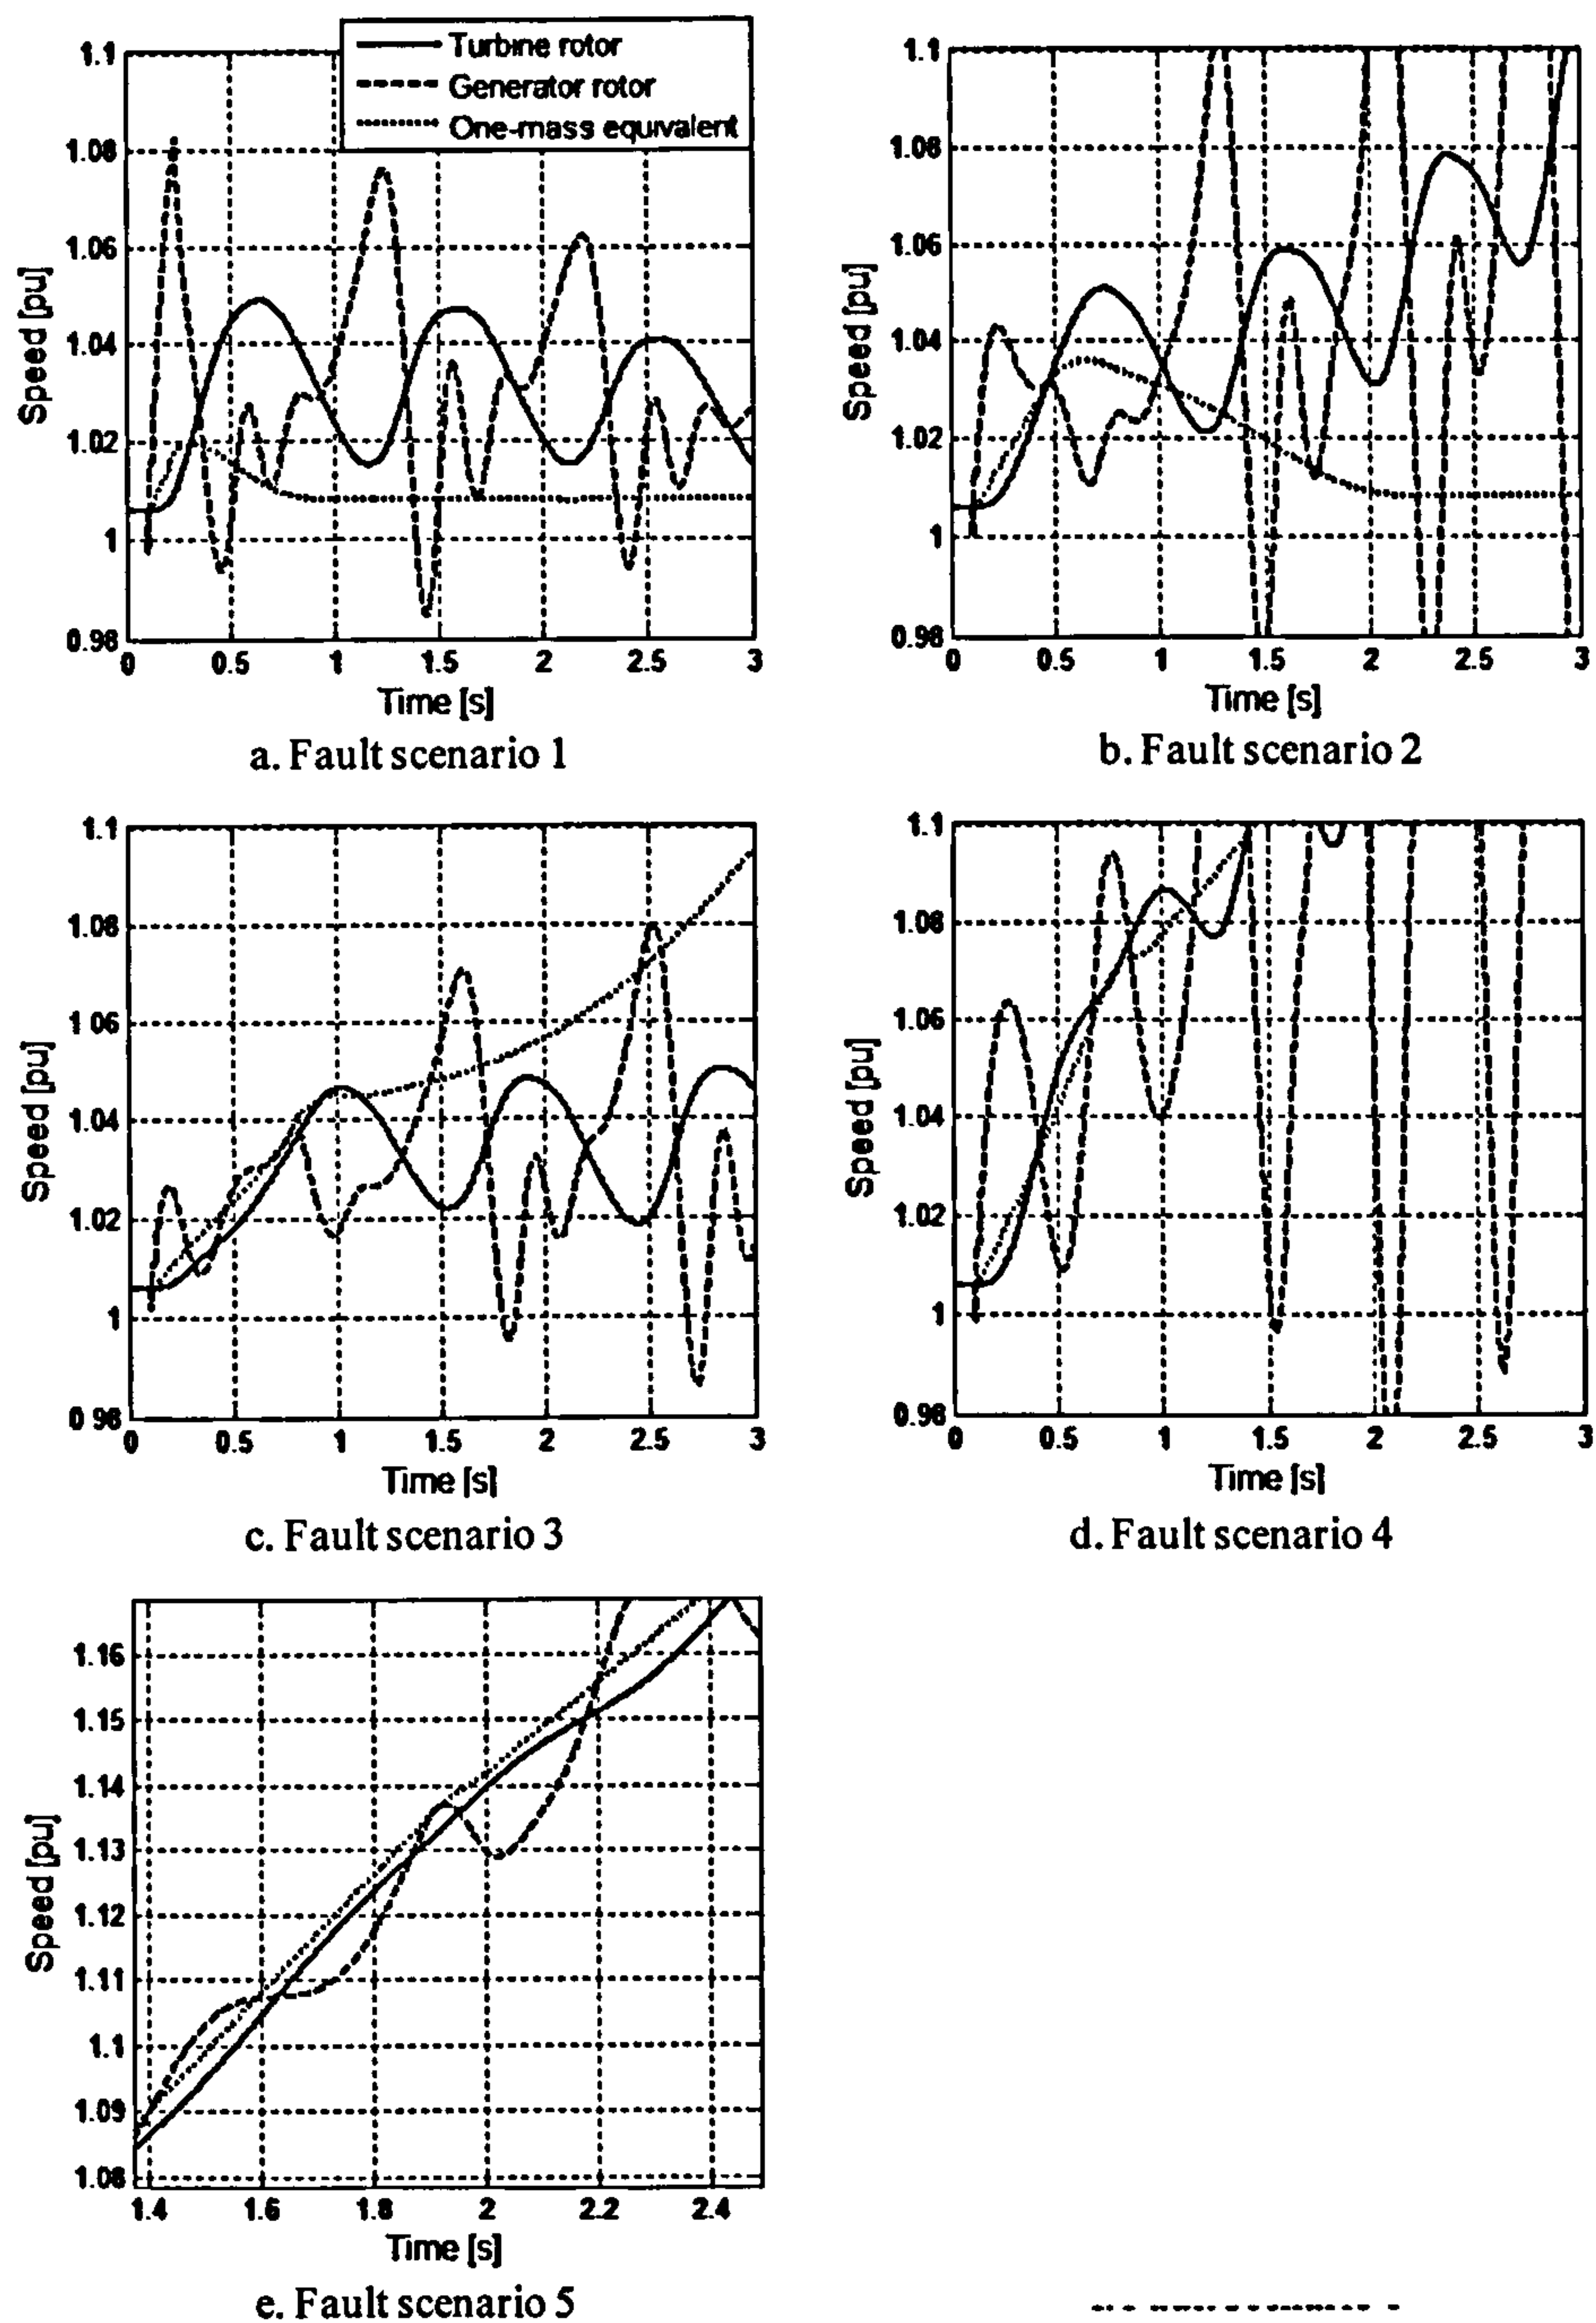 Turbine rotor
Generator rotor
One-mass equivalent
1.1
1.08
1.06
1.04
1.02
1
0.98
Speed [pu]
0 0.5 1 1.5 2 2.5 3
Time [s]
a. Fault scenario 1
1.1
1.08
1.06
1.04
1.02
1
0.98
Speed [pu]
0 0.5 1 1.5 2 2.5 3
Time [s]
b. Fault scenario 2
1.1
1.08
1.06
1.04
1.02
1
0 98
Speed [pu]
0 0.5 1 1.5 2 2.5 3
Time [s]
c. Fault scenario 3
1.1
1.08
1.06
1.04
1.02
1
0.98
Speed [pu]
0 0.5 1 1.5 2 2.5 3
Time [s]
d. Fault scenario 4
1.16
1.15
1.14
1.13
1.12
1.11
1.1
1.09
1.08
Speed [pu]
1.4 1.6 1.8 2 2.2 2.4
Time [s]
e. Fault scenario 5